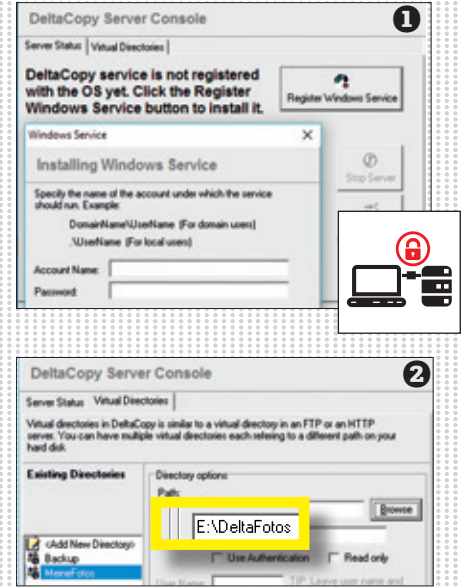 DeltaCopy Server Console
1
Server Status Virtual Directories
DeltaCopy service is not registered
with the OS yet. Click the Register
Windows Service button to install it.
Register Windows Service
Windows Service
Installing Windows Service
Stop Server
Specify the name of the account under which the service
should run. Example:
DomainName\UserName (For domain users)
.\UserName (For local users)
Account Name:
Password:
DeltaCopy Server Console
2
Server Status Virtual Directories
Virtual directories in DeltaCopy is similar to a virtual directory in an FTP or an HTTP
server. You can have multiple virtual directories each refering to a different path on your
hard disk.
Existing Directories
Directory options
Path:
Browse
E:\DeltaFotos
<Add New Directory>
Backup
MeineFotos
Use Authentication Read only
User Name:
TIP: Leave user name and